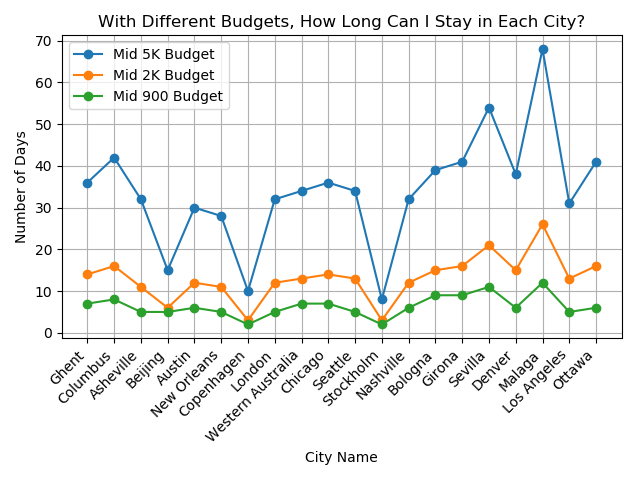 With Different Budgets, How Long Can I Stay in Each City?
Mid 5K Budget
Mid 2K Budget
Mid 900 Budget
Number of Days
70
60
50
40
30
20
10
0
Ghent
Columbus
Asheville
Beijing
Austin
New Orleans
Copenhagen
London
Western Australia
Chicago
Seattle
Stockholm
Nashville
Bologna
Girona
Sevilla
Denver
Malaga
Los Angeles
Ottawa
City Name